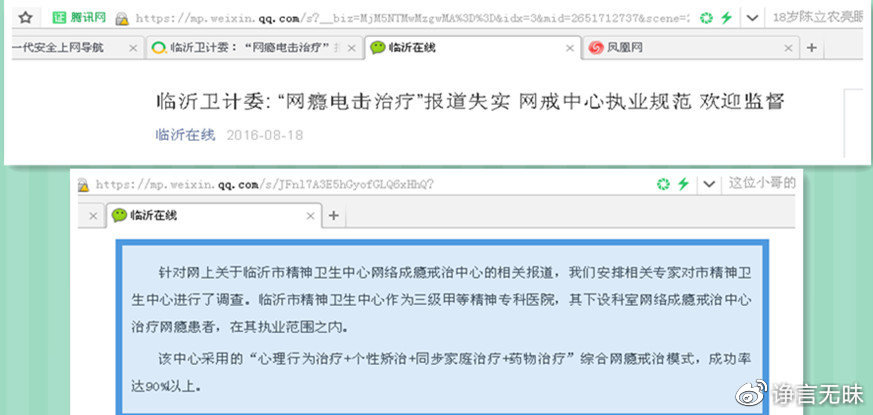 https://mp.weixin.qq.com/s?__biz=MjM5NTMwMzgwMA%3D%3D&idx=3&mid=2651712737&scene=
证 腾讯网
18岁陈立农亮眼
一代安全上网导航
临沂卫计委：“网瘾电击治疗”
临沂在线
凤凰网
临沂卫计委: “网瘾电击治疗”报道失实 网戒中心执业规范 欢迎监督
临沂在线 2016-08-18
https://mp.weixin.qq.com/s/JFnl7A3E5hGyofGLQ6xHhQ?
这位小哥的
临沂在线
针对网上关于临沂市精神卫生中心网络成瘾戒治中心的相关报道，我们安排相关专家对市精神卫
生中心进行了调查。临沂市精神卫生中心作为三级甲等精神专科医院，其下设科室网络成瘾戒治中心
治疗网瘾患者，在其执业范围之内。
该中心采用的“心理行为治疗+个性矫治+同步家庭治疗+药物治疗”综合网瘾戒治模式，成功率
达90%以上。
诤言无昧